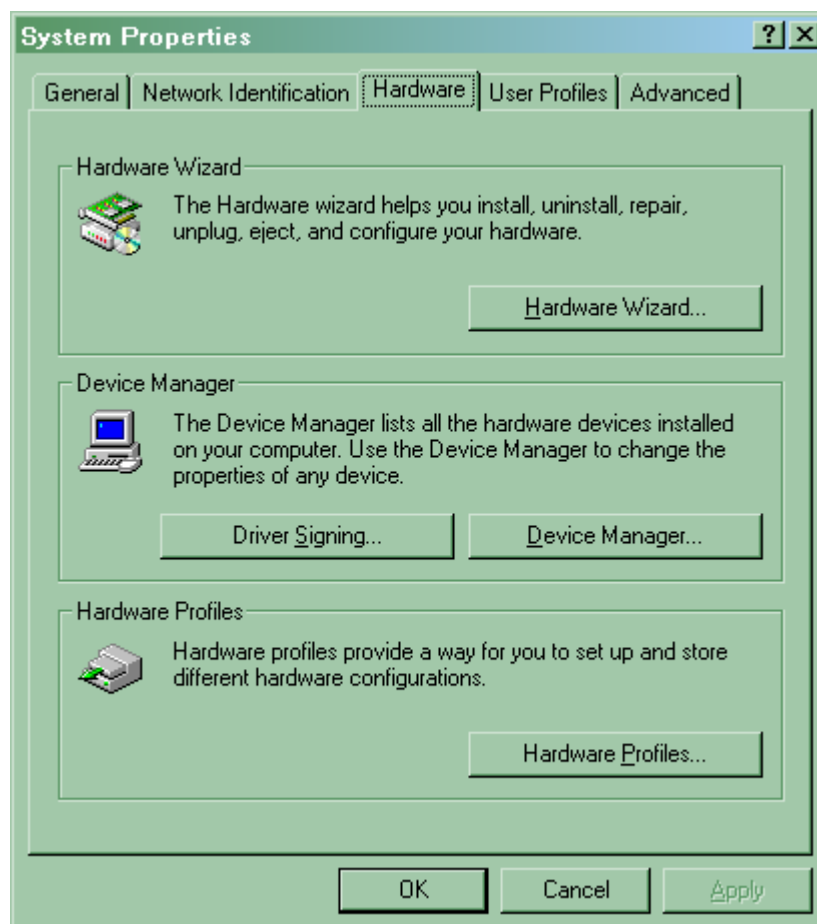 System Properties
General Network Identification Hardware User Profiles Advanced
Hardware Wizard
The Hardware wizard helps you install, uninstall, repair,
unplug, eject, and configure your hardware.
Hardware Wizard...
Device Manager
The Device Manager lists all the hardware devices installed
on your computer. Use the Device Manager to change the
properties of any device.
Driver Signing... Device Manager...
Hardware Profiles
Hardware profiles provide a way for you to set up and store
different hardware configurations.
Hardware Profiles...
OK Cancel Apply